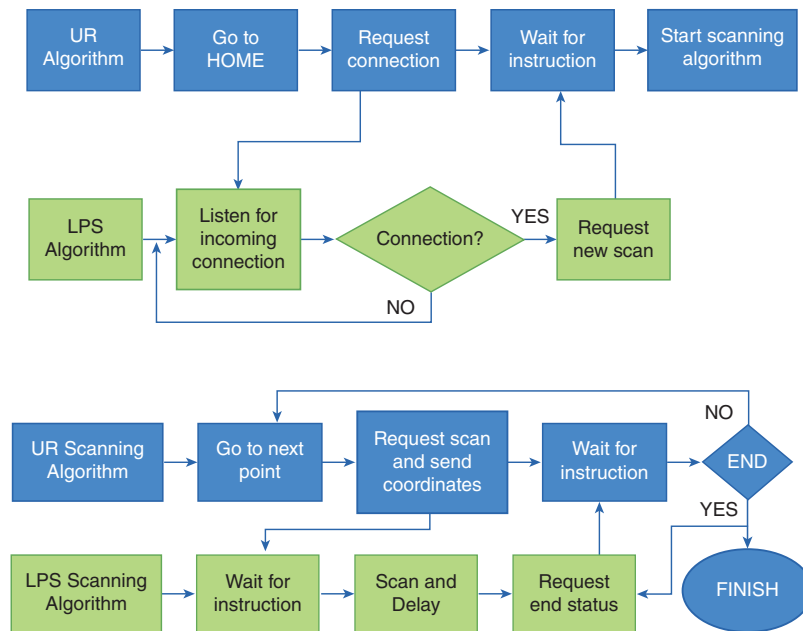 UR
Algorithm
Go to
HOME
Request
connection
Wait for
instruction
Start scanning
algorithm
LPS
Algorithm
Listen for
incoming
connection
Connection?
YES
Request
new scan
NO
NO
UR Scanning
Algorithm
Go to next
point
Request scan
and send
coordinates
Wait for
instruction
END
YES
LPS Scanning
Algorithm
Wait for
instruction
Scan and
Delay
Request
end status
FINISH